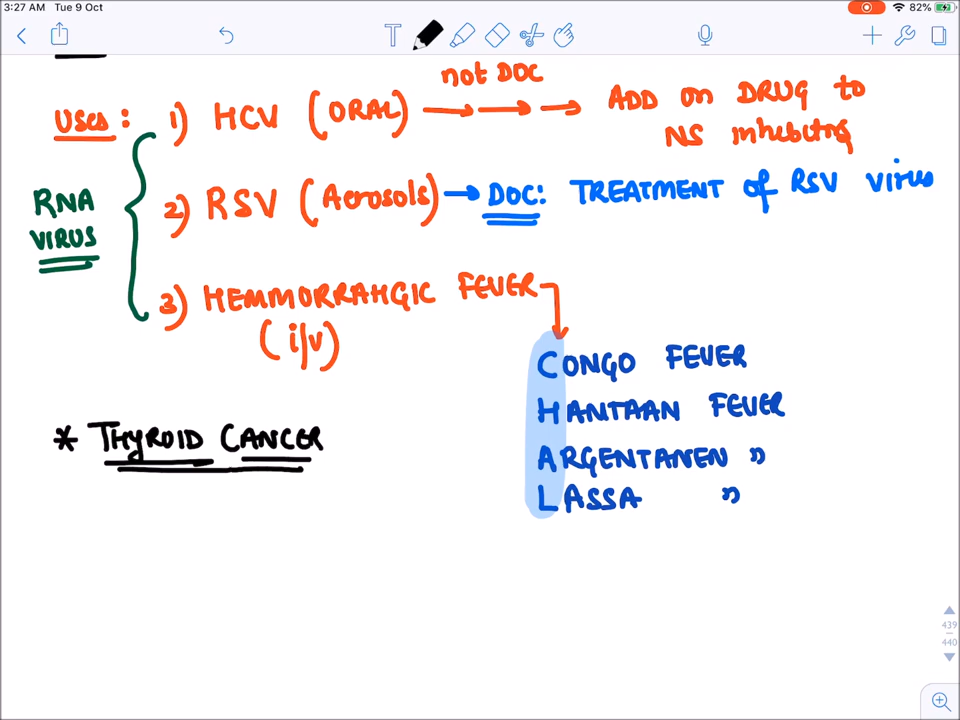 3:27 AM Tue 9 Oct 82%
T
not DOC
Uses : 1) HCV (ORAL) ADD on DRUG to
NS inhibitors
RNA VIRUS
2) RSV (Aerosols) DOC: TREATMENT of RSV virus
3) HEMMORRAHGIC FEVER
(i/v)
CONGO FEVER
HANTAAN FEVER
* THYROID CANCER
ARGENTANEN "
LASSA "
439
440